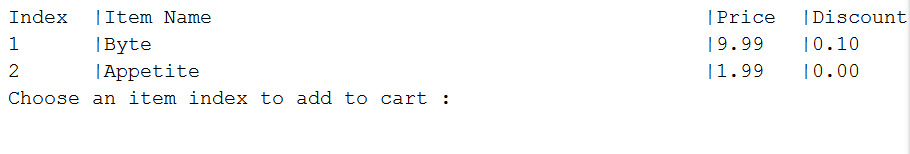 Index  |Item Name                                          |Price  |Discount
1      |Byte                                               |9.99   |0.10
2      |Appetite                                           |1.99   |0.00
Choose an item index to add to cart :